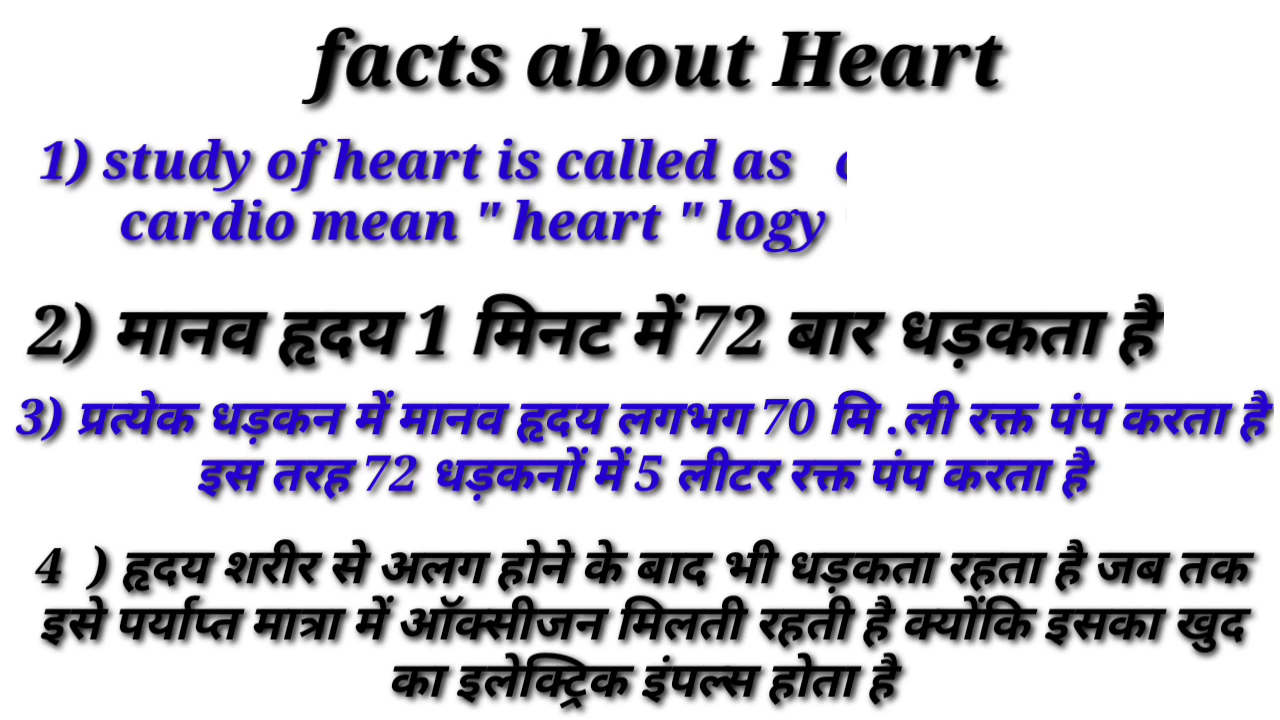 facts about Heart
1) study of heart is called as
cardio mean " heart " logy
2) मानव हृदय 1 मिनट में 72 बार धड़कता है
3) प्रत्येक धड़कन में मानव हृदय लगभग 70 मि .ली रक्त पंप करता है
इस तरह 72 धड़कनों में 5 लीटर रक्त पंप करता है
4 ) हृदय शरीर से अलग होने के बाद भी धड़कता रहता है जब तक
इसे पर्याप्त मात्रा में ऑक्सीजन मिलती रहती है क्योंकि इसका खुद
का इलेक्ट्रिक इंपल्स होता है